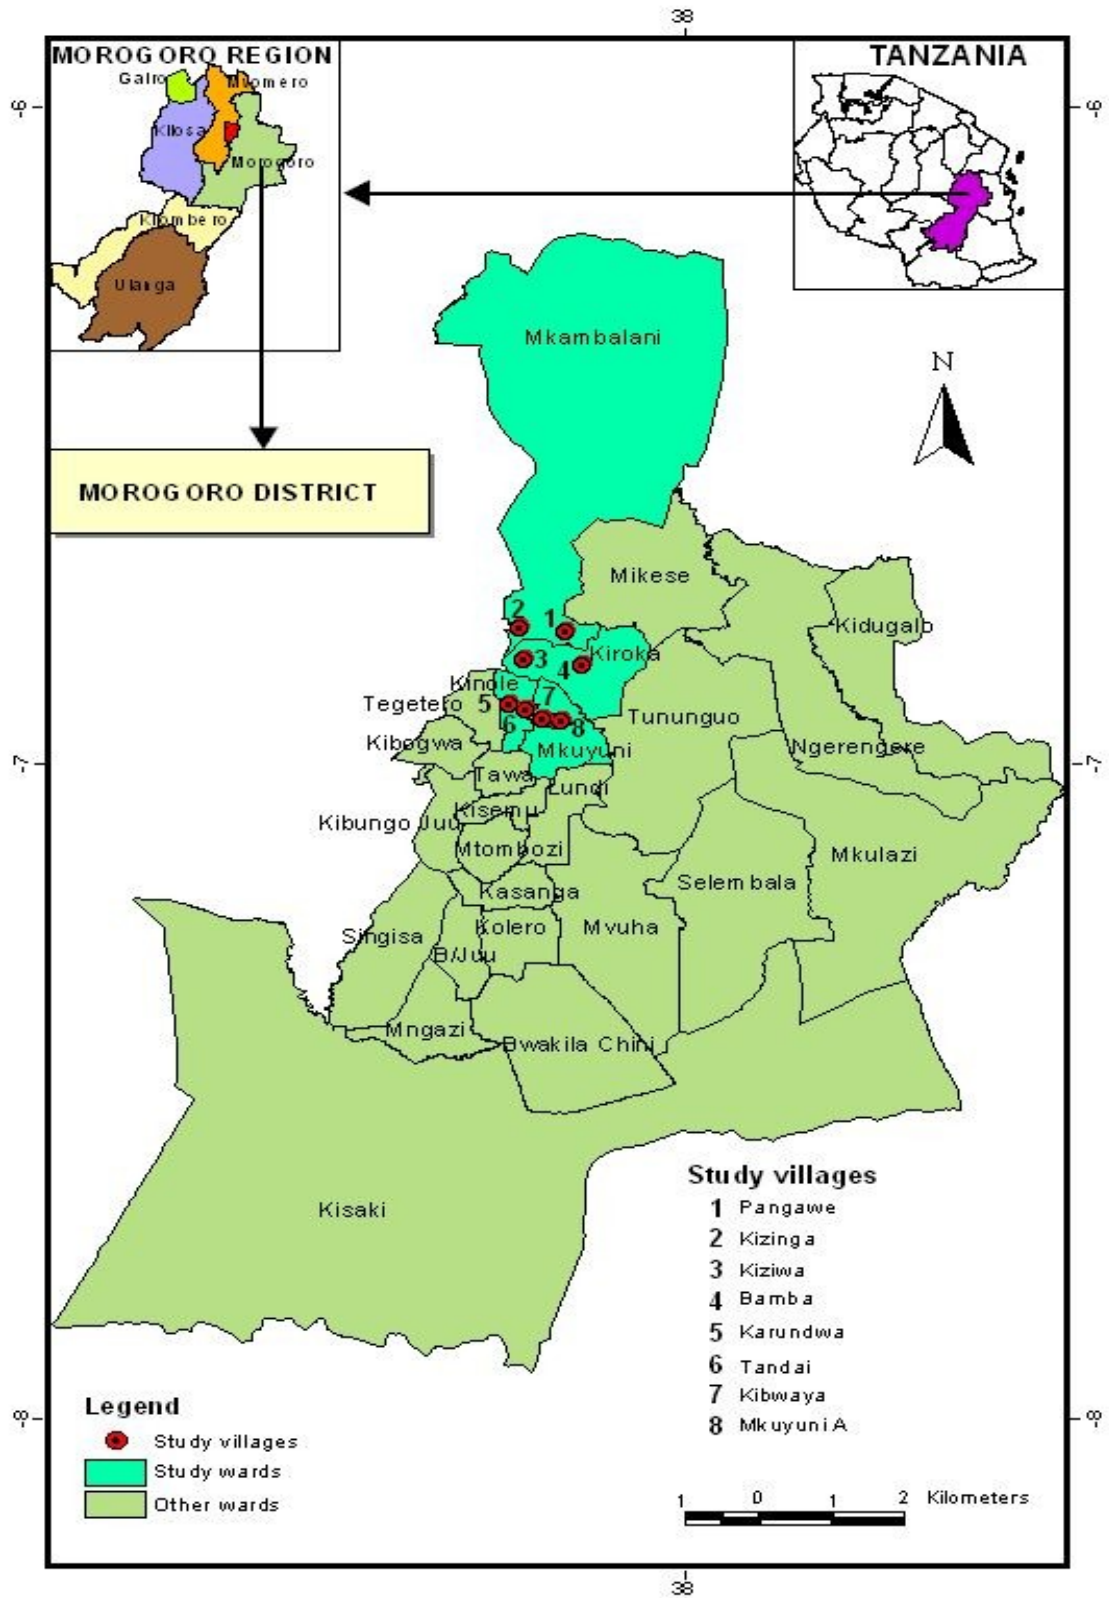 38
MOROGORO REGION
Gairo
Mvomero
Kilosa
Morogoro
Kilombero
Ulanga
TANZANIA
-6
-6
Mkambalani
N
MOROGORO DISTRICT
Mikese
Kidugalo
2
1
Kiroka
3
4
Kinole
7
Tegetero
5
Tununguo
6
8
Kibogwa
Mkuyuni
Ngerengere
-7
-7
Tawa
Lundi
Kisemu
Kibungo Juu
Mtombozi
Mkulazi
Kasanga
Selembala
Singisa
Kolero
Mvuha
B/Juu
Mngazi
Bwakila Chini
Kisaki
Study villages
1 Pangawe
2 Kizinga
3 Kiziwa
4 Bamba
5 Karundwa
6 Tandai
7 Kibwaya
8 Mkuyuni A
Legend
Study villages
Study wards
Other wards
-8
-8
1 0 1 2 Kilometers
38